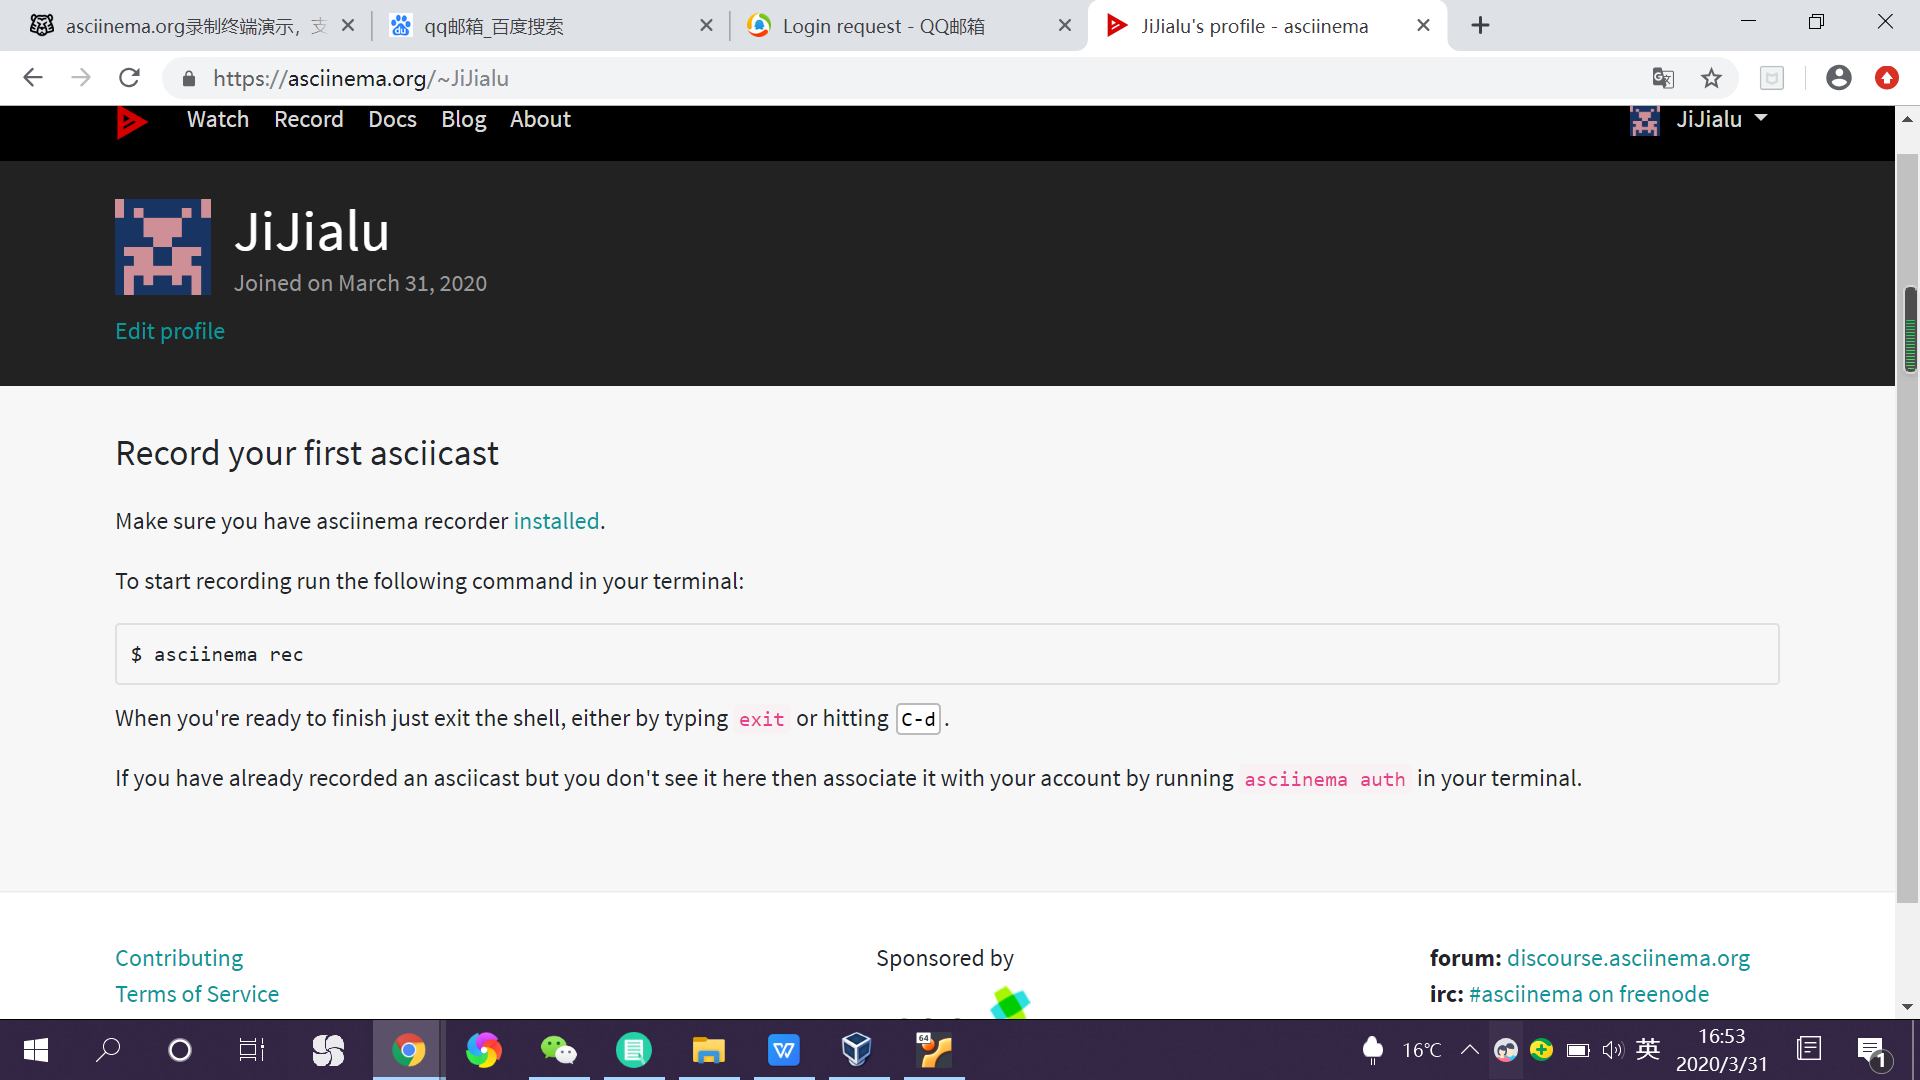 asciinema.org录制终端演示，支
qq邮箱_百度搜索
Login request - QQ邮箱
JiJialu's profile - asciinema
https://asciinema.org/~JiJialu
Watch Record Docs Blog About
JiJialu
JiJialu
Joined on March 31, 2020
Edit profile
Record your first asciicast
Make sure you have asciinema recorder installed.
To start recording run the following command in your terminal:
$ asciinema rec
When you're ready to finish just exit the shell, either by typing exit or hitting C-d .
If you have already recorded an asciicast but you don't see it here then associate it with your account by running asciinema auth in your terminal.
Contributing
Terms of Service
Sponsored by
forum: discourse.asciinema.org
irc: #asciinema on freenode
64
16℃
英
16:53
2020/3/31
1